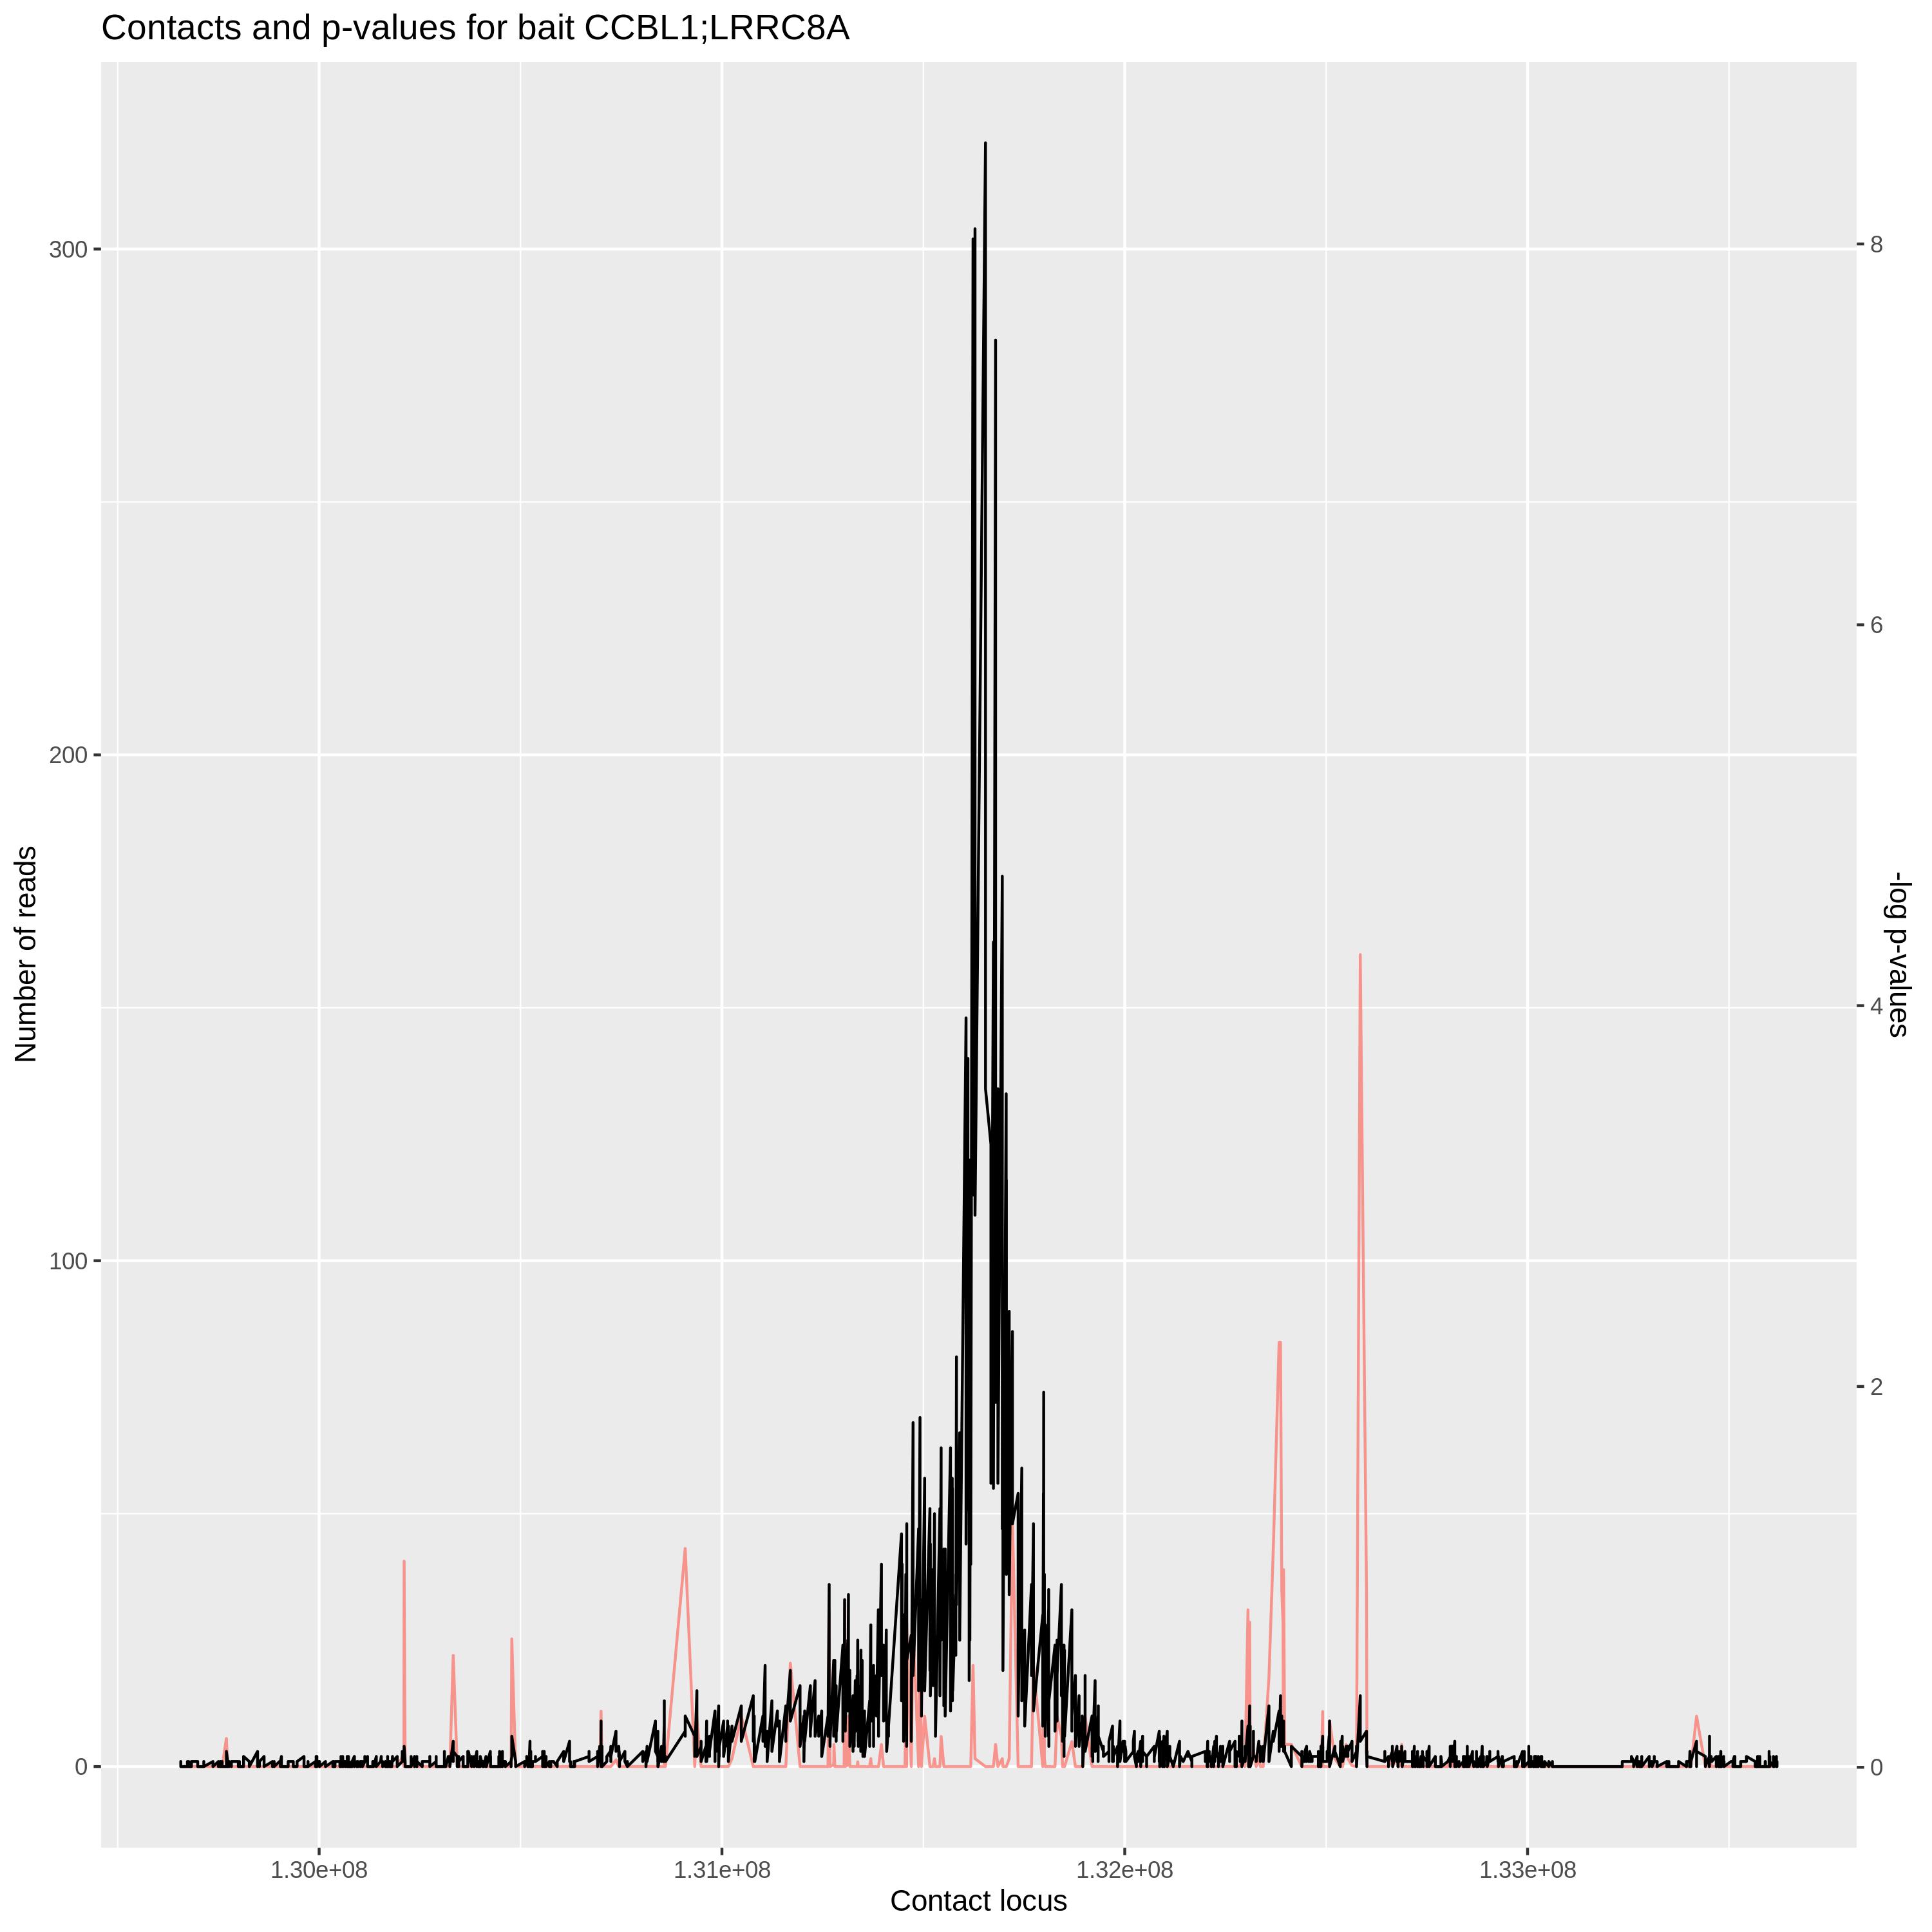 Contacts and p-values for bait CCBL1;LRRC8A
300
200
100
0
Number of reads
8
6
4
2
0
-log p-values
1.30e+08 1.31e+08 1.32e+08 1.33e+08
Contact locus